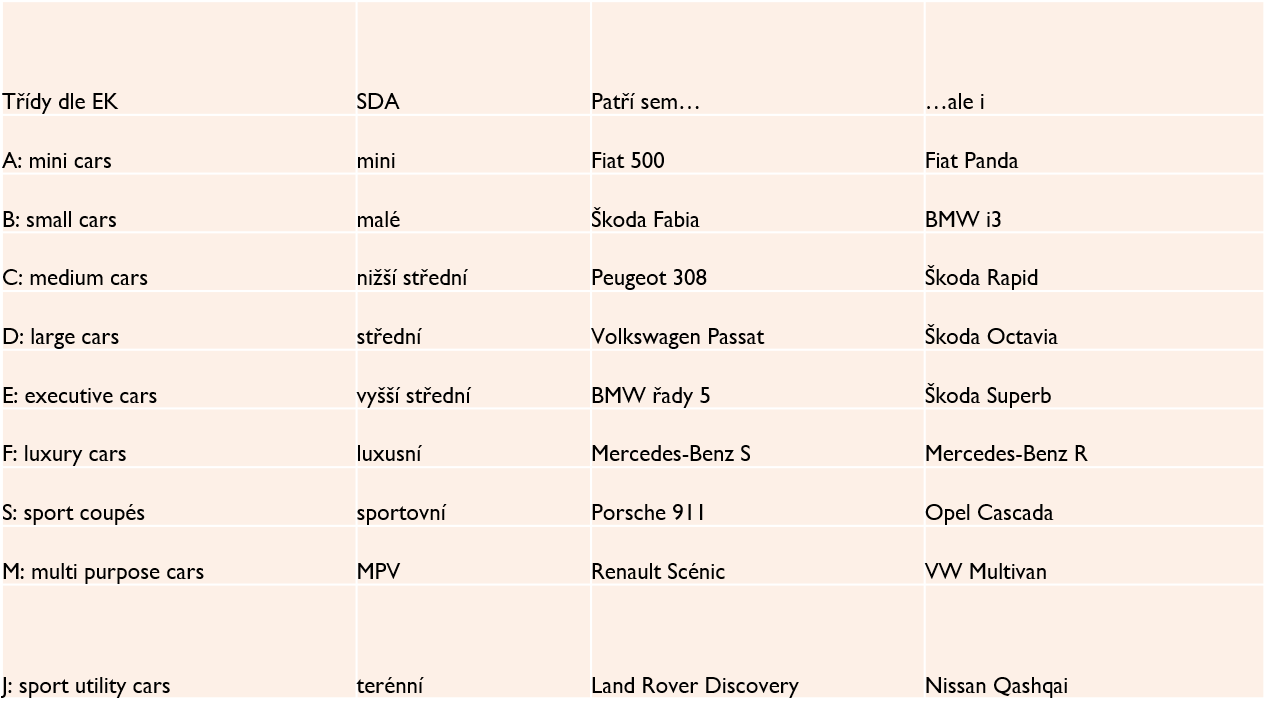 Třídy dle EK SDA Patří sem… …ale i
A: mini cars mini Fiat 500 Fiat Panda
B: small cars malé Škoda Fabia BMW i3
C: medium cars nižší střední Peugeot 308 Škoda Rapid
D: large cars střední Volkswagen Passat Škoda Octavia
E: executive cars vyšší střední BMW řady 5 Škoda Superb
F: luxury cars luxusní Mercedes-Benz S Mercedes-Benz R
S: sport coupés sportovní Porsche 911 Opel Cascada
M: multi purpose cars MPV Renault Scénic VW Multivan
J: sport utility cars terénní Land Rover Discovery Nissan Qashqai